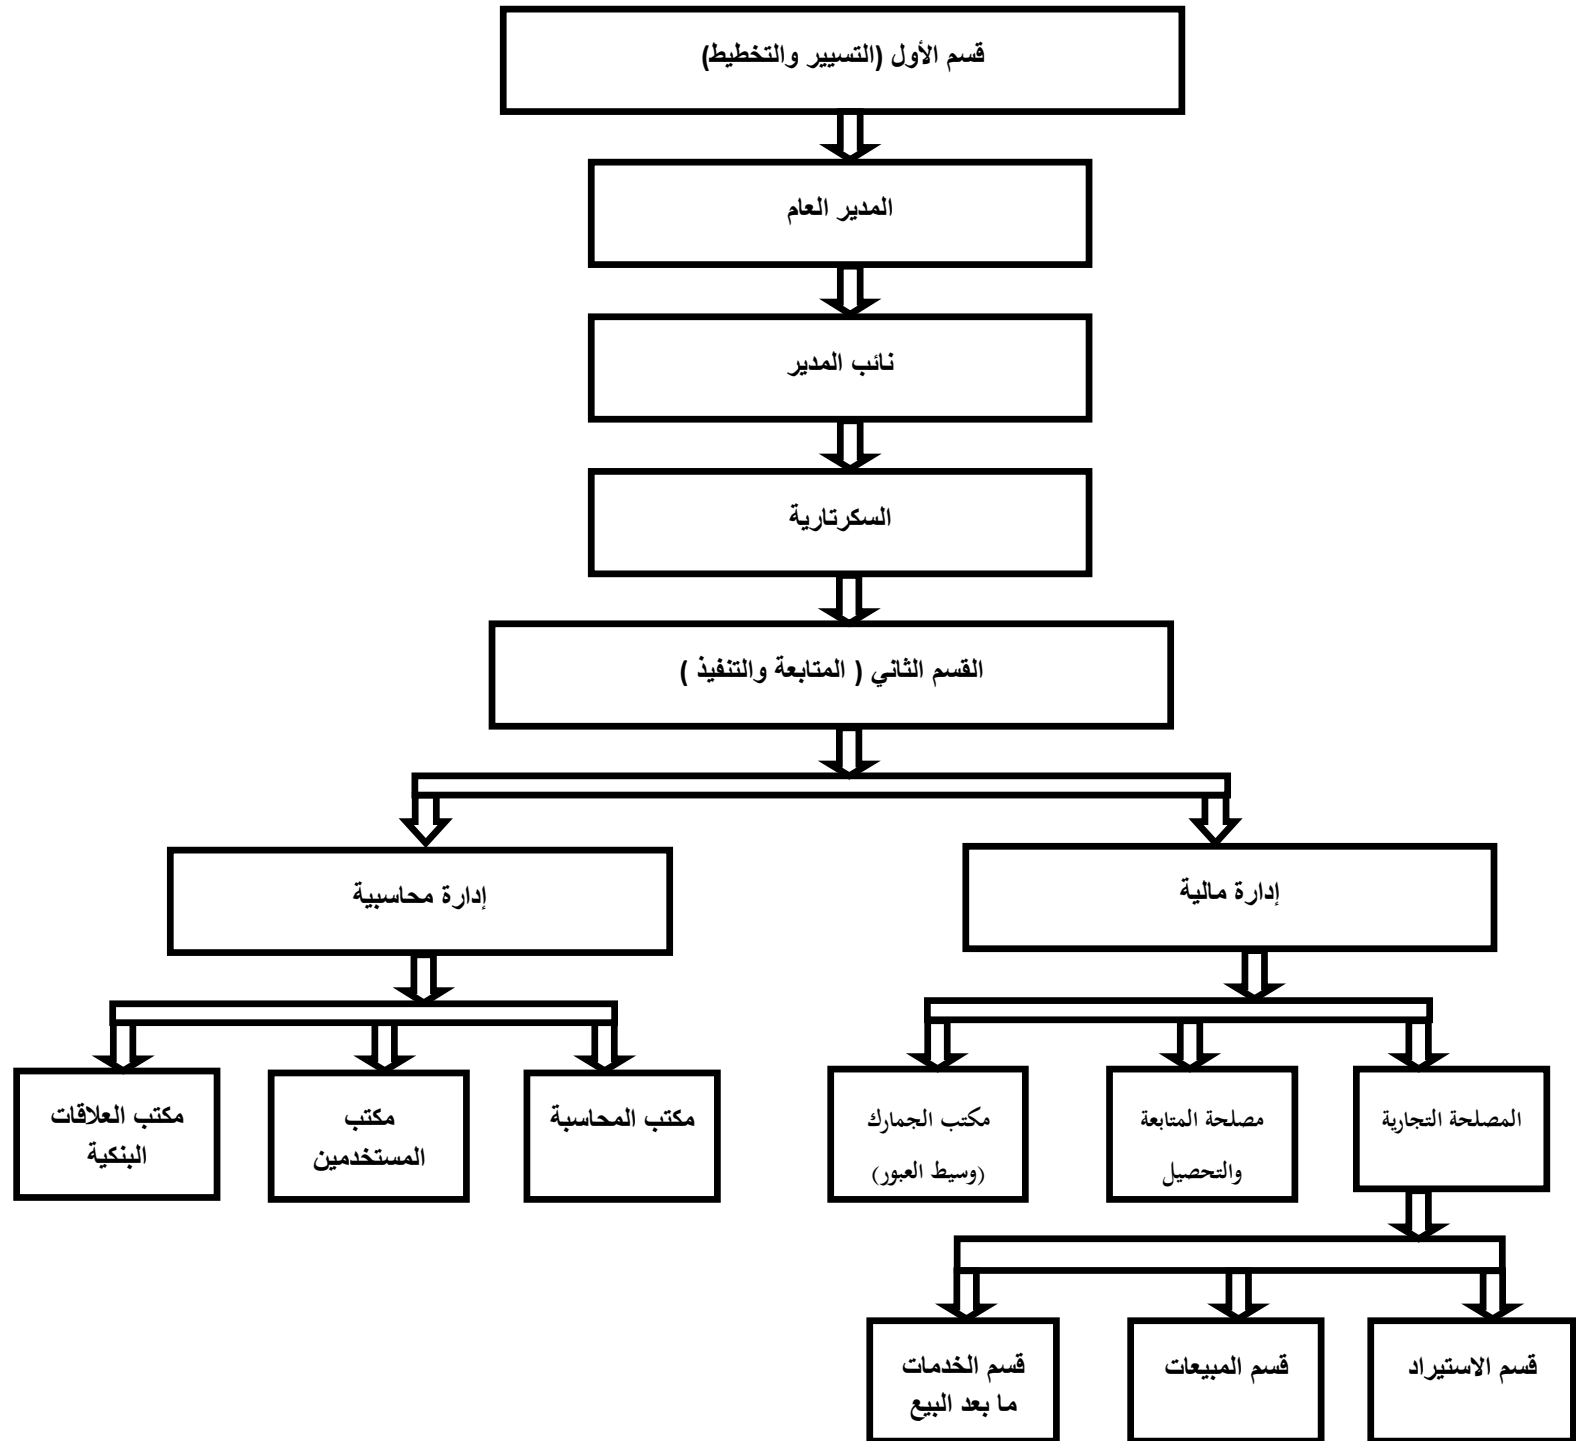 قسم الأول (التسيير والتخطيط)
المدير العام
نائب المدير
السكرتارية
القسم الثاني ( المتابعة والتنفيذ )
إدارة مالية
إدارة محاسبية
المصلحة التجارية
مصلحة المتابعة
والتحصيل
مكتب الجمارك
(وسيط العبور)
مكتب المحاسبة
مكتب
المستخدمين
مكتب العلاقات
البنكية
قسم الاستيراد
قسم المبيعات
قسم الخدمات
ما بعد البيع